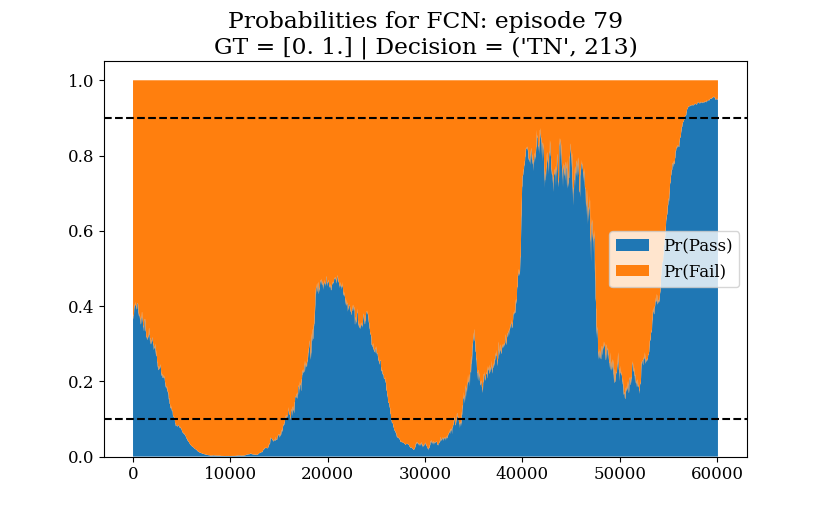 Probabilities for FCN: episode 79
GT = [0. 1.] | Decision = ('TN', 213)
1.0
0.8
0.6
0.4
0.2
0.0
Pr(Pass)
Pr(Fail)
0 10000 20000 30000 40000 50000 60000